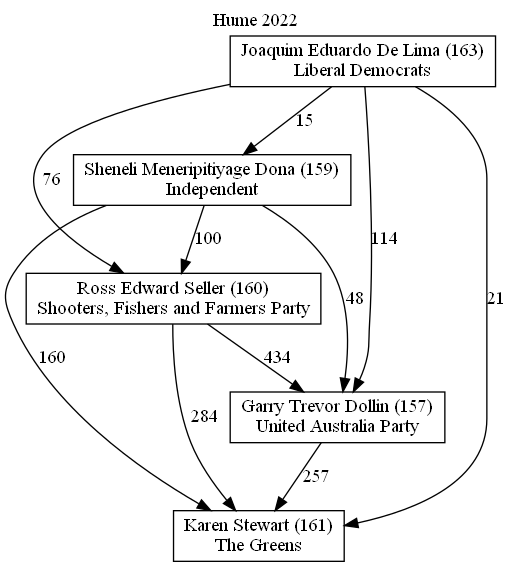 Hume 2022
Joaquim Eduardo De Lima (163)
Liberal Democrats
15
Sheneli Meneripitiyage Dona (159)
Independent
76
100
114
Ross Edward Seller (160)
Shooters, Fishers and Farmers Party
48
21
160
434
Garry Trevor Dollin (157)
United Australia Party
284
257
Karen Stewart (161)
The Greens